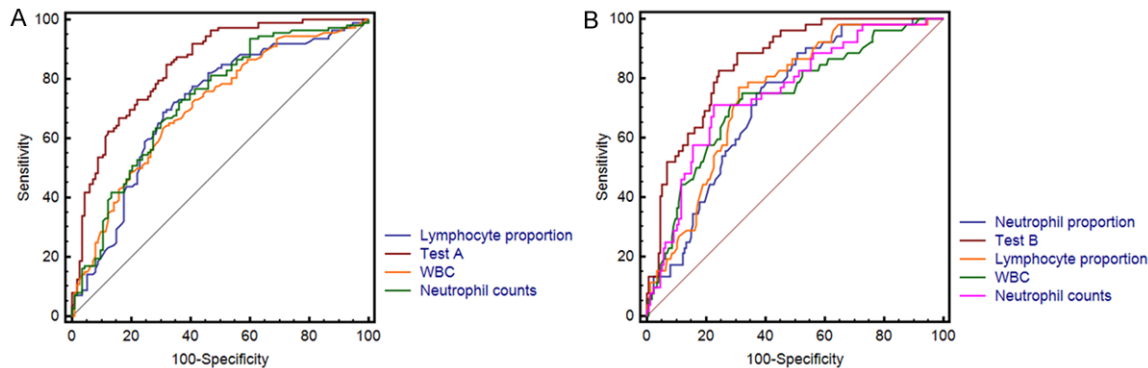 A
100
80
60
40
20
0
Sensitivity
0 20 40 60 80 100
100-Specificity
Lymphocyte proportion
Test A
WBC
Neutrophil counts
B
100
80
60
40
20
0
Sensitivity
0 20 40 60 80 100
100-Specificity
Neutrophil proportion
Test B
Lymphocyte proportion
WBC
Neutrophil counts